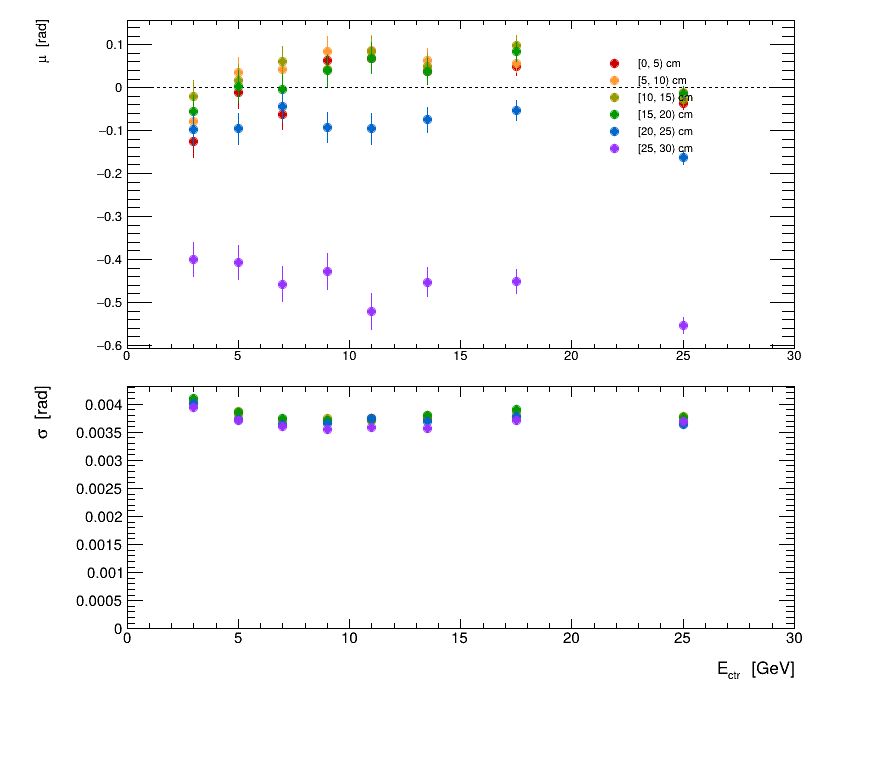 μ [rad]
0.1
0
−0.1
−0.2
−0.3
−0.4
−0.5
−0.6
[0, 5) cm
[5, 10) cm
[10, 15) cm
[15, 20) cm
[20, 25) cm
[25, 30) cm
0 5 10 15 20 25 30
σ [rad]
0.004
0.0035
0.003
0.0025
0.002
0.0015
0.001
0.0005
0
0 5 10 15 20 25 30
E_ctr [GeV]